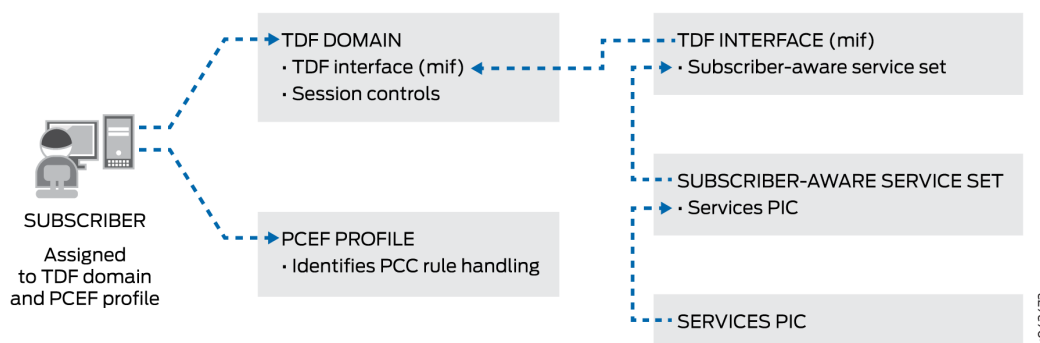 TDF DOMAIN
· TDF interface (mif)
· Session controls
TDF INTERFACE (mif)
· Subscriber-aware service set
SUBSCRIBER
Assigned
to TDF domain
and PCEF profile
PCEF PROFILE
· Identifies PCC rule handling
SUBSCRIBER-AWARE SERVICE SET
· Services PIC
SERVICES PIC